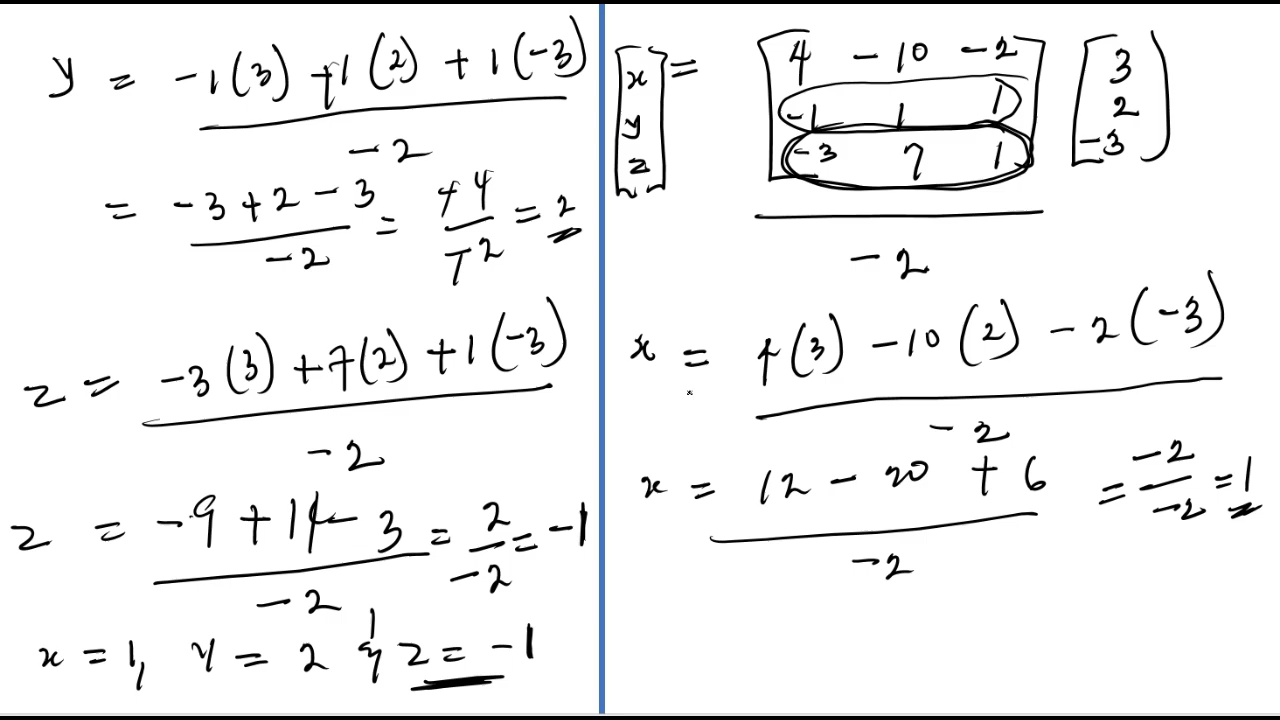 y = -1(3) + 1(2) + 1(-3)
-2
= -3 + 2 - 3 = +4 = 2
-2 +2
z = -3(3) + 7(2) + 1(-3)
-2
z = -9 + 14 - 3 = 2 = -1
-2 -2
x = 1, y = 2 & z = -1
[x y z] = [4 -10 -2
-1 1 1
-3 7 1] [3 2 -3]
-2
x = 4(3) - 10(2) - 2(-3)
-2
x = 12 - 20 + 6 = -2 = 1
-2 -2